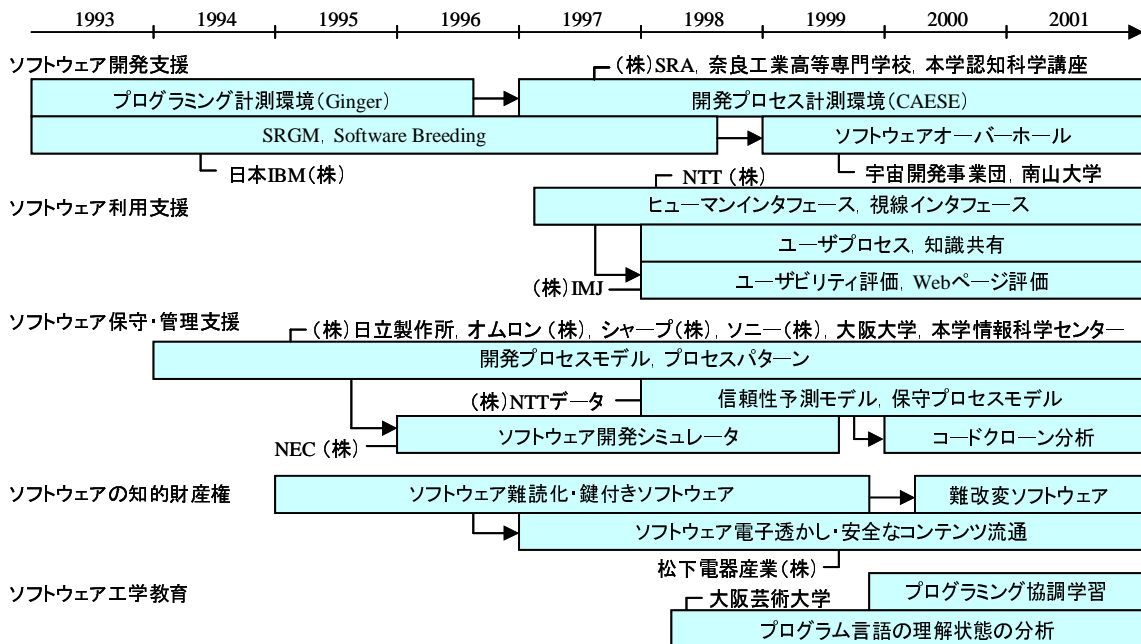 1993 1994 1995 1996 1997 1998 1999 2000 2001
ソフトウェア開発支援
(株)SRA, 奈良工業高等専門学校, 本学認知科学講座
プログラミング計測環境(Ginger)
開発プロセス計測環境(CAESE)
SRGM, Software Breeding
ソフトウェアオーバーホール
日本IBM(株)
宇宙開発事業団, 南山大学
ソフトウェア利用支援
NTT (株)
ヒューマンインタフェース, 視線インタフェース
ユーザプロセス, 知識共有
ユーザビリティ評価, Webページ評価
(株)IMJ
ソフトウェア保守・管理支援
(株)日立製作所, オムロン (株), シャープ(株), ソニー(株), 大阪大学, 本学情報科学センター
開発プロセスモデル, プロセスパターン
(株)NTTデータ
信頼性予測モデル, 保守プロセスモデル
NEC (株)
ソフトウェア開発シミュレータ
コードクローン分析
ソフトウェアの知的財産権
ソフトウェア難読化・鍵付きソフトウェア
難改変ソフトウェア
ソフトウェア電子透かし・安全なコンテンツ流通
松下電器産業(株)
ソフトウェア工学教育
大阪芸術大学
プログラミング協調学習
プログラム言語の理解状態の分析